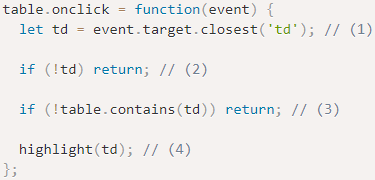 table.onclick = function(event) {
  let td = event.target.closest('td'); // (1)

  if (!td) return; // (2)

  if (!table.contains(td)) return; // (3)

  highlight(td); // (4)
};